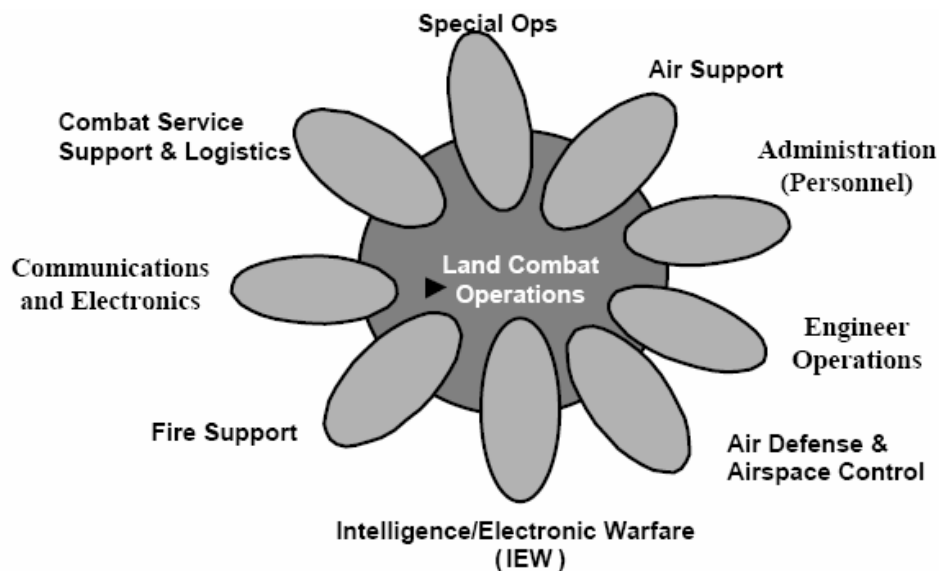 Special Ops
Air Support
Combat Service
Support & Logistics
Administration
(Personnel)
Communications
and Electronics
Land Combat
Operations
Engineer
Operations
Fire Support
Air Defense &
Airspace Control
Intelligence/Electronic Warfare
(IEW)